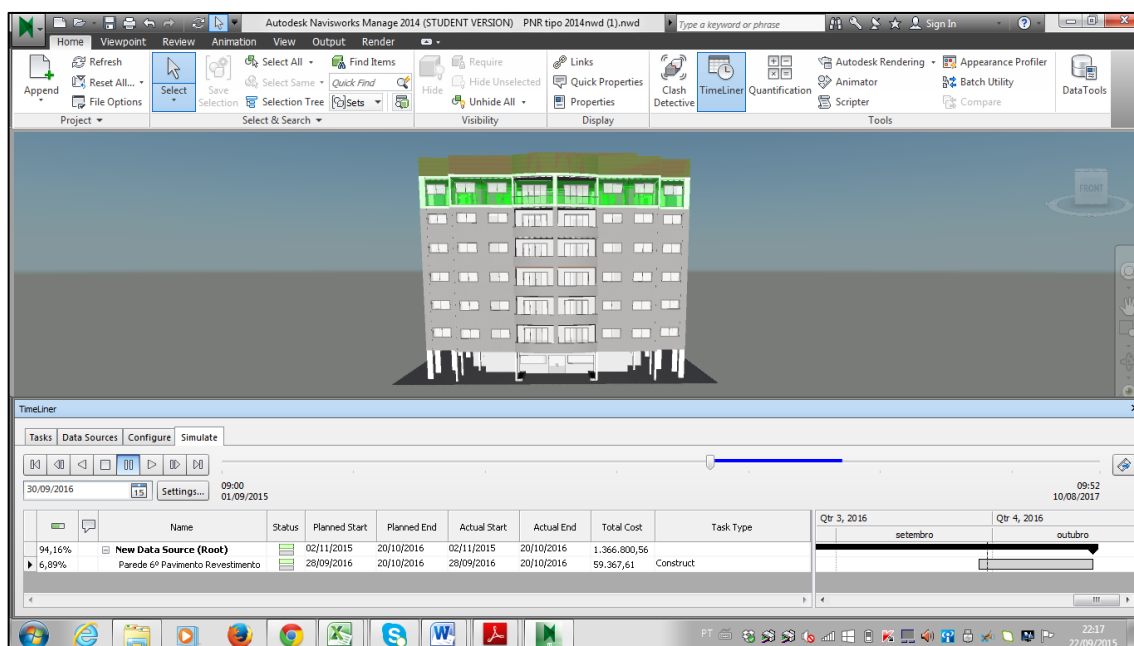 Autodesk Navisworks Manage 2014 (STUDENT VERSION) PNR tipo 2014nwd (1).nwd Type a keyword or phrase Sign In
Home Viewpoint Review Animation View Output Render
Append
Refresh
Reset All...
File Options
Project
Select
Save Selection
Select All
Select Same
Selection Tree
Find Items
Quick Find
Sets
Select & Search
Hide
Require
Hide Unselected
Unhide All
Visibility
Links
Quick Properties
Properties
Display
Clash Detective
TimeLiner
Quantification
Autodesk Rendering
Animator
Scripter
Appearance Profiler
Batch Utility
Compare
Tools
DataTools
FRONT
TimeLiner
Tasks Data Sources Configure Simulate
30/09/2016 15 Settings...
09:00
01/09/2015
09:52
10/08/2017
Name Status Planned Start Planned End Actual Start Actual End Total Cost Task Type
Qtr 3, 2016 Qtr 4, 2016
setembro outubro
94,16% New Data Source (Root) 02/11/2015 20/10/2016 02/11/2015 20/10/2016 1.366.800,56
6,89% Parede 6º Pavimento Revestimento 28/09/2016 20/10/2016 28/09/2016 20/10/2016 59.367,61 Construct
PT
22:17
22/09/2015